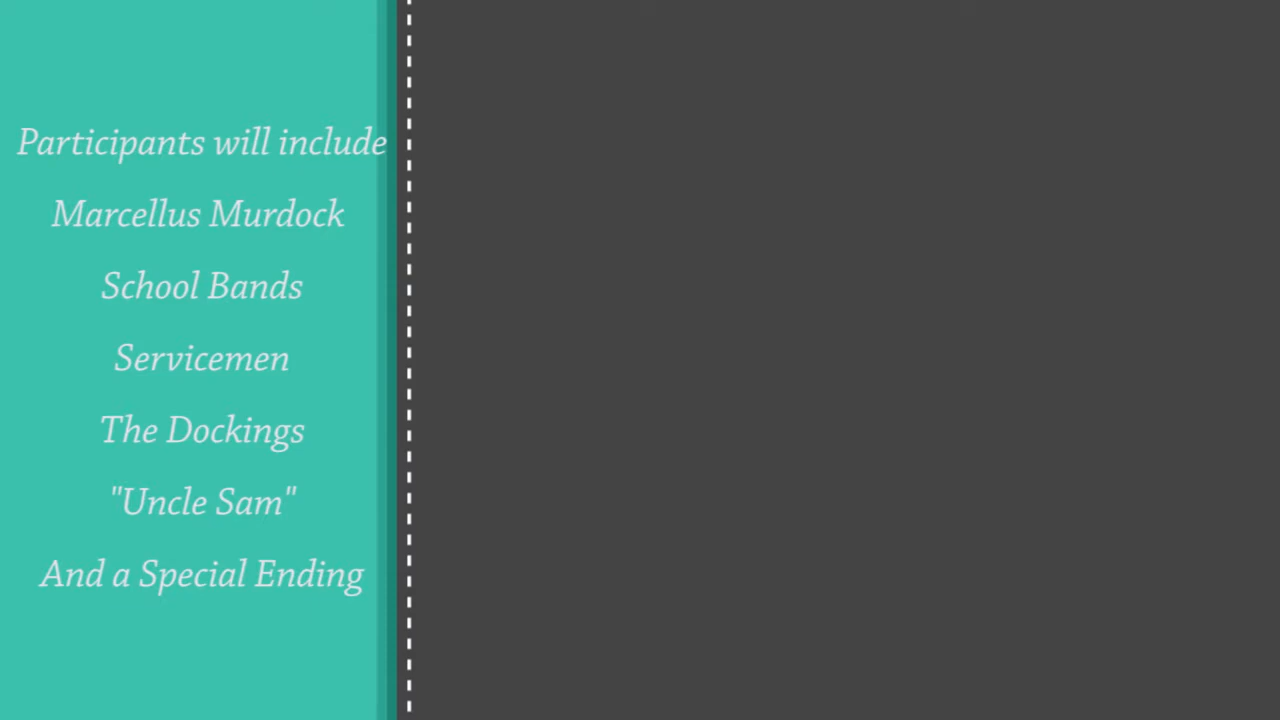 Participants will include
Marcellus Murdock
School Bands
Servicemen
The Dockings
"Uncle Sam"
And a Special Ending